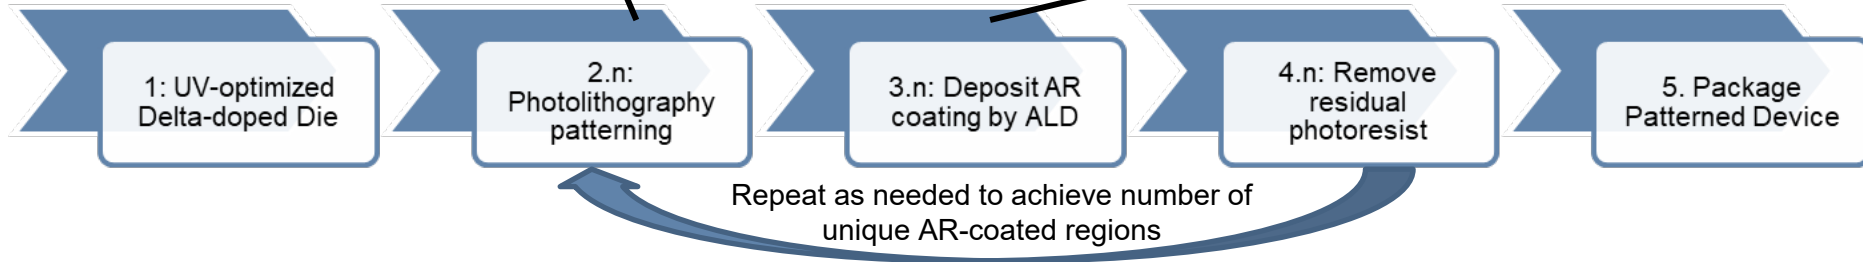 1: UV-optimized
Delta-doped Die
2.n:
Photolithography
patterning
3.n: Deposit AR
coating by ALD
4.n: Remove
residual
photoresist
5. Package
Patterned Device
Repeat as needed to achieve number of
unique AR-coated regions